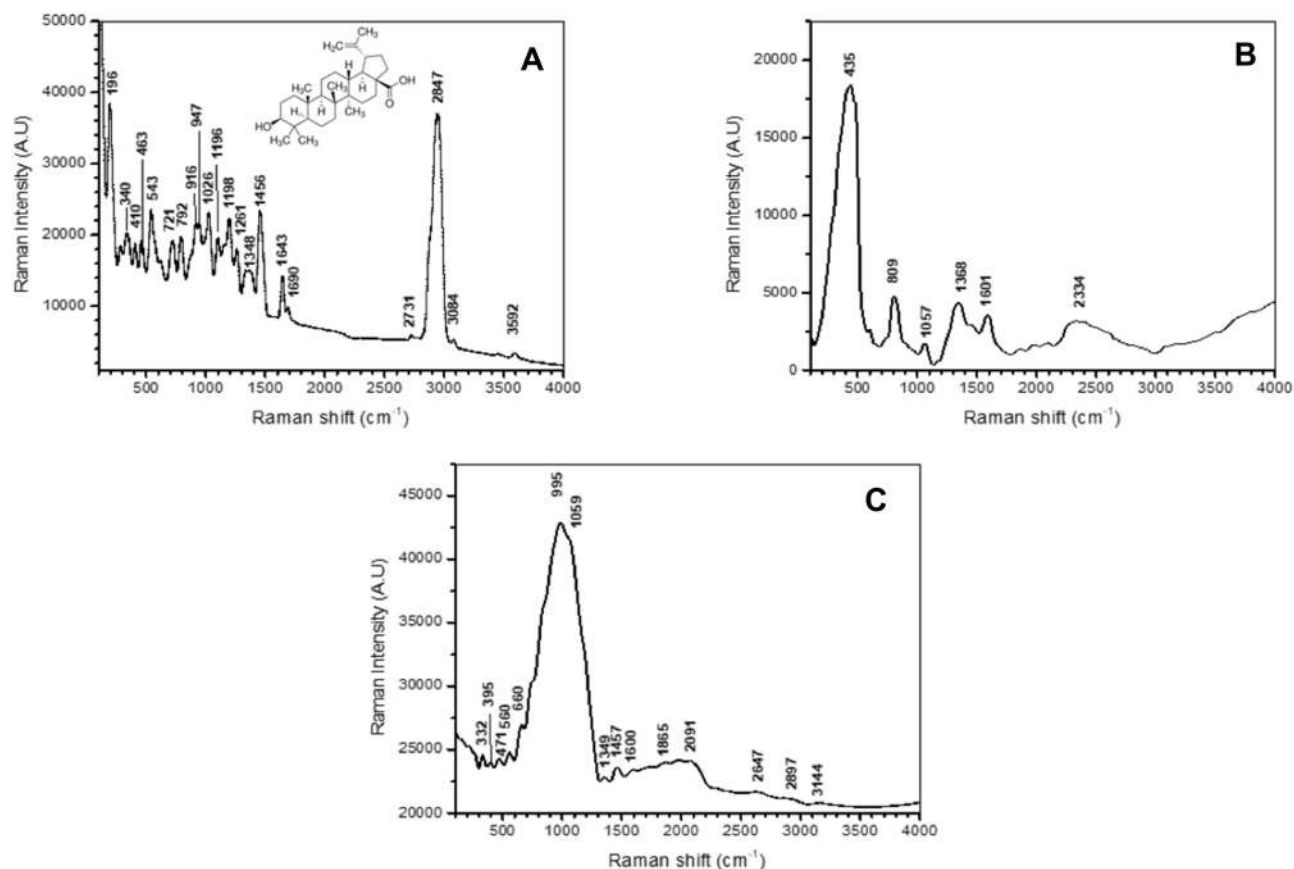 A
50000
40000
30000
20000
10000
Raman Intensity (A.U)
196
340
410
463
543
721
792
916
947
1026
1196
1198
1261
1348
1456
1643
1690
2731
2847
3084
3592
H₂C
CH₃
H
OH
O
H
CH₃
CH₃
CH₃
H
H
HO
H₃C
CH₃
500 1000 1500 2000 2500 3000 3500 4000
Raman shift (cm⁻¹)
B
20000
15000
10000
5000
0
Raman Intensity (A.U)
435
809
1057
1368
1601
2334
500 1000 1500 2000 2500 3000 3500 4000
Raman shift (cm⁻¹)
C
45000
40000
35000
30000
25000
20000
Raman Intensity (A.U)
332
395
471
560
660
995
1059
1349
1457
1600
1865
2091
2647
2897
3144
500 1000 1500 2000 2500 3000 3500 4000
Raman shift (cm⁻¹)